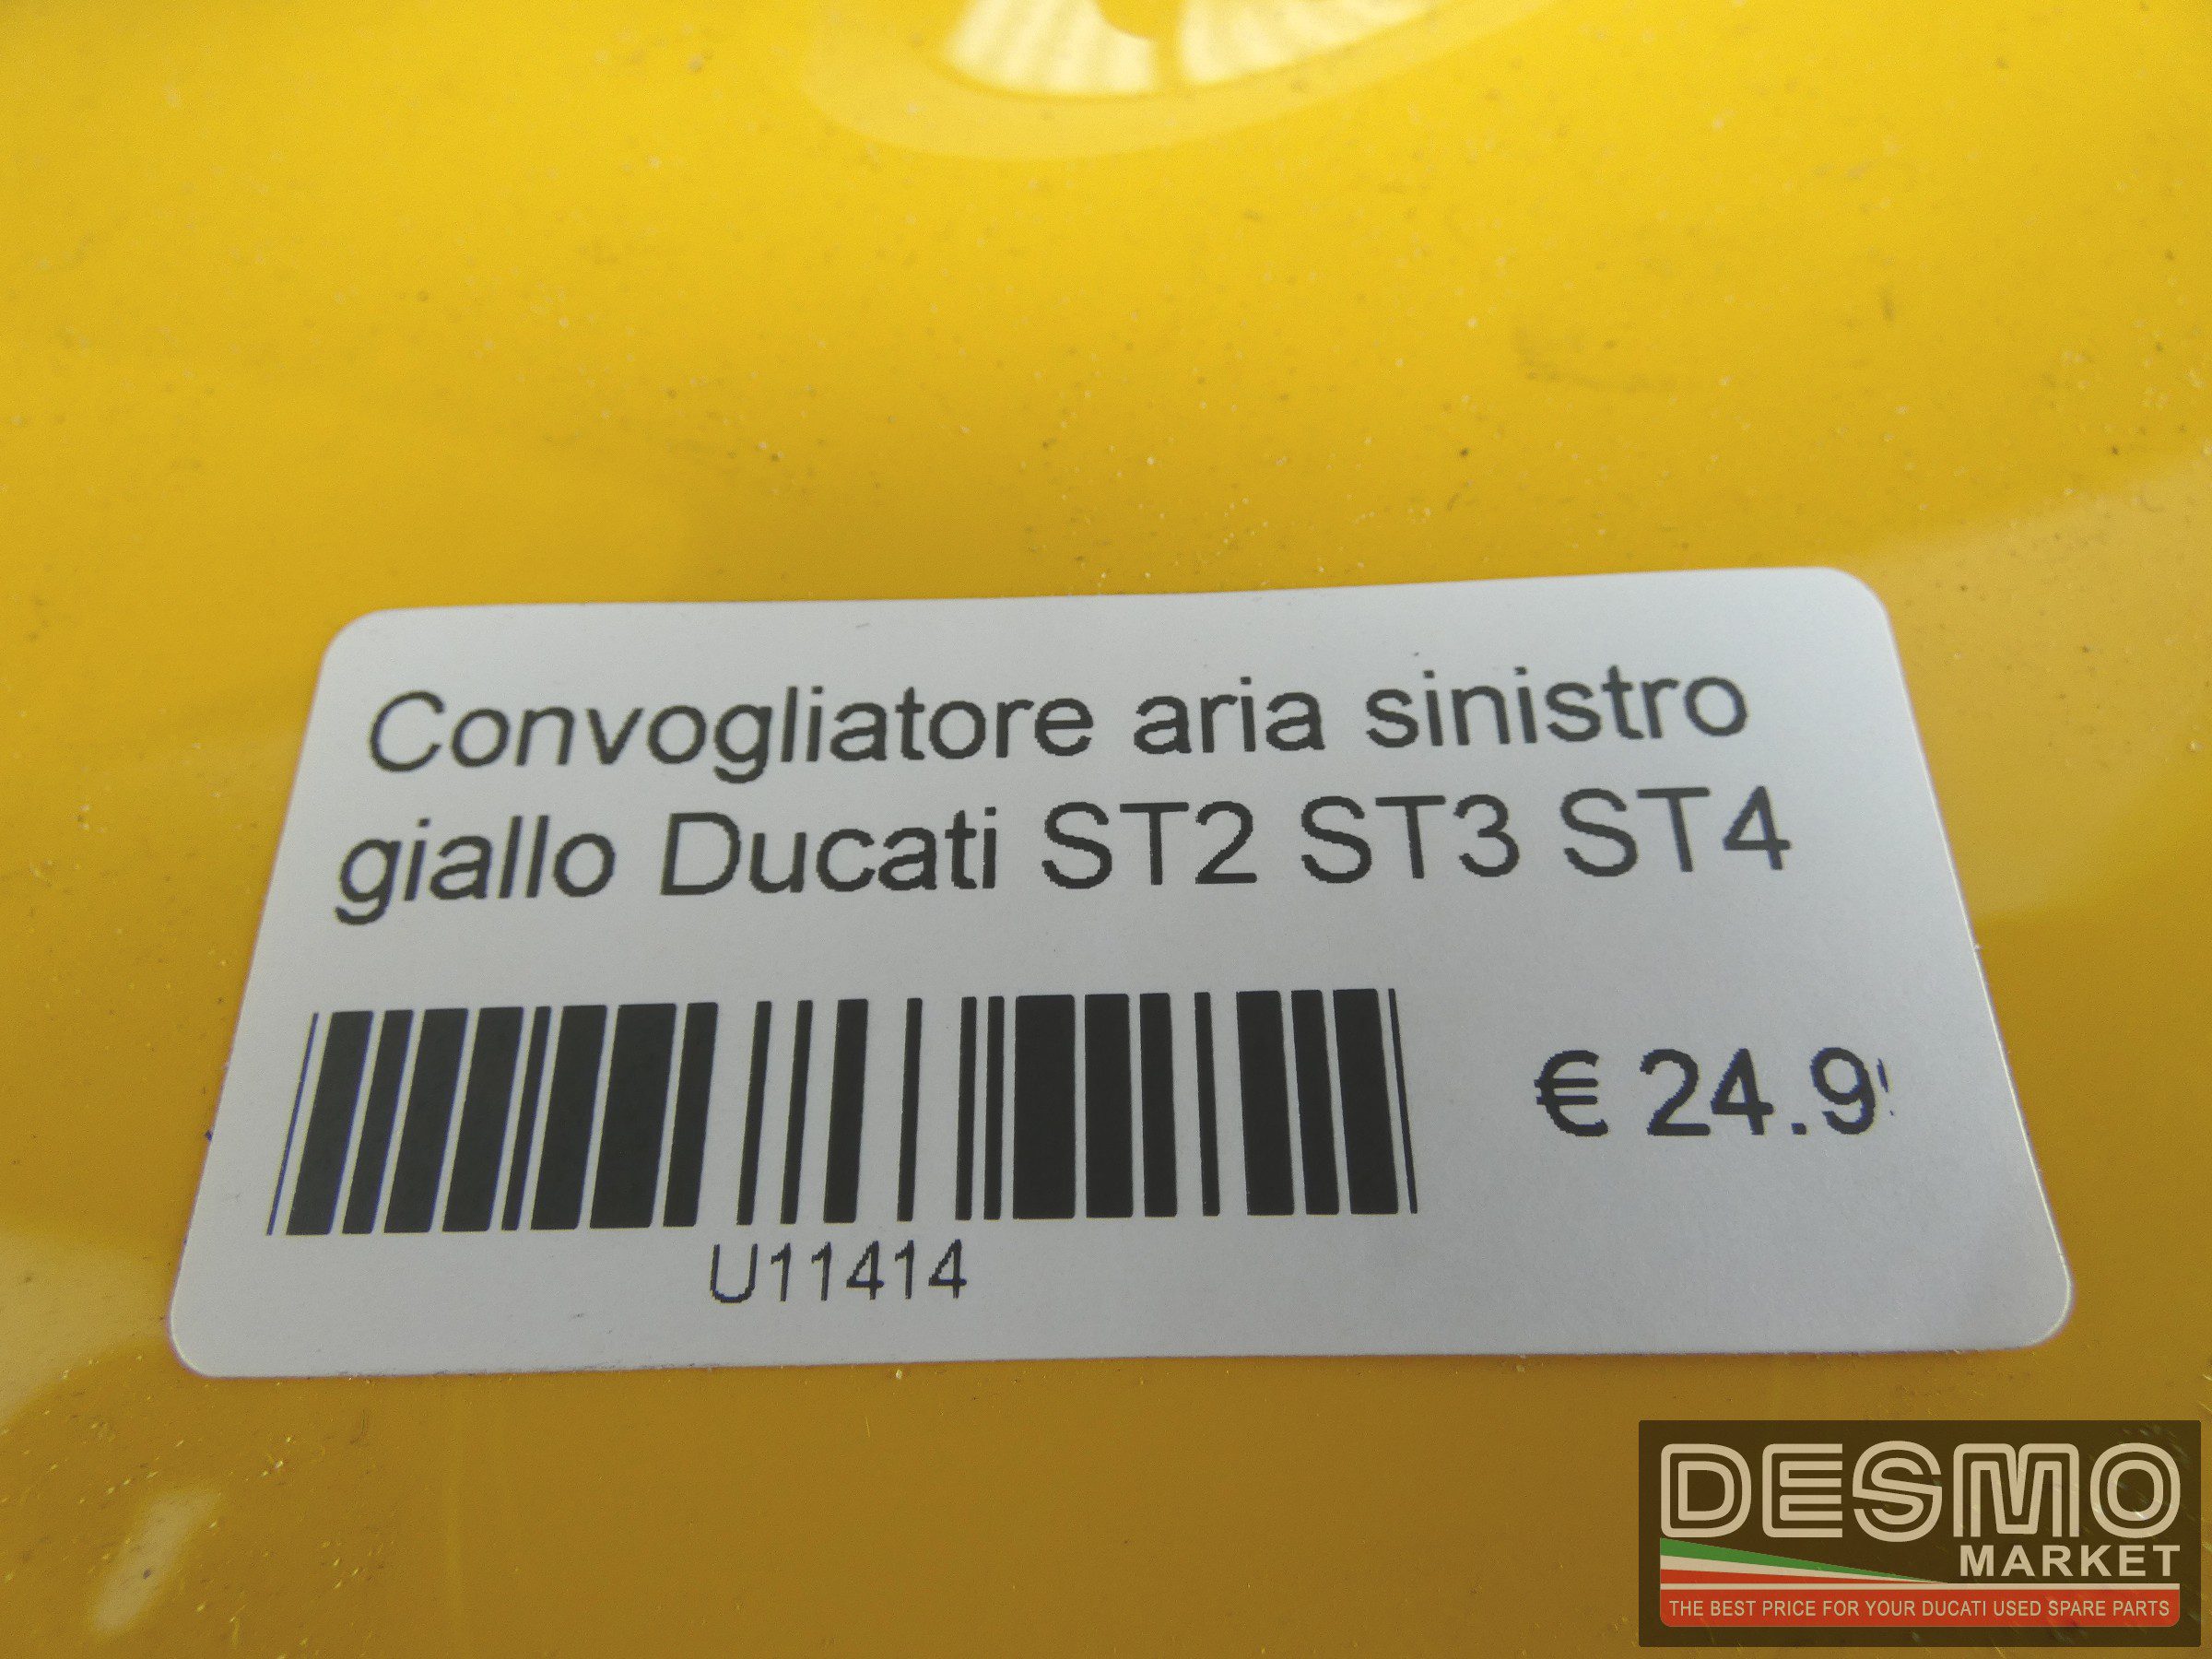 Convogliatore aria sinistro
giallo Ducati ST2 ST3 ST4
€ 24.9
U11414
DESMO
MARKET
THE BEST PRICE FOR YOUR DUCATI USED SPARE PARTS